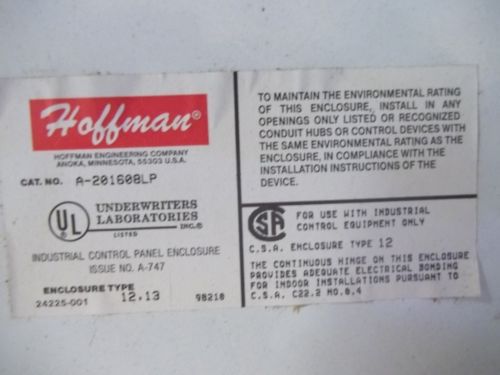 Hoffman®
HOFFMAN ENGINEERING COMPANY
ANOKA, MINNESOTA, 55303 U.S.A.
CAT. NO. A-201608LP
UL
LISTED
UNDERWRITERS
LABORATORIES
INC.®
INDUSTRIAL CONTROL PANEL ENCLOSURE
ISSUE NO. A-747
ENCLOSURE TYPE 12,13
24225-001 98218
TO MAINTAIN THE ENVIRONMENTAL RATING
OF THIS ENCLOSURE, INSTALL IN ANY
OPENINGS ONLY LISTED OR RECOGNIZED
CONDUIT HUBS OR CONTROL DEVICES WITH
THE SAME ENVIRONMENTAL RATING AS THE
ENCLOSURE, IN COMPLIANCE WITH THE
INSTALLATION INSTRUCTIONS OF THE
DEVICE.
SA
FOR USE WITH INDUSTRIAL
CONTROL EQUIPMENT ONLY
C.S.A. ENCLOSURE TYPE 12
THE CONTINUOUS HINGE ON THIS ENCLOSURE
PROVIDES ADEQUATE ELECTRICAL BONDING
FOR INDOOR INSTALLATIONS PURSUANT TO
C.S.A. C22.2 NO.0.4